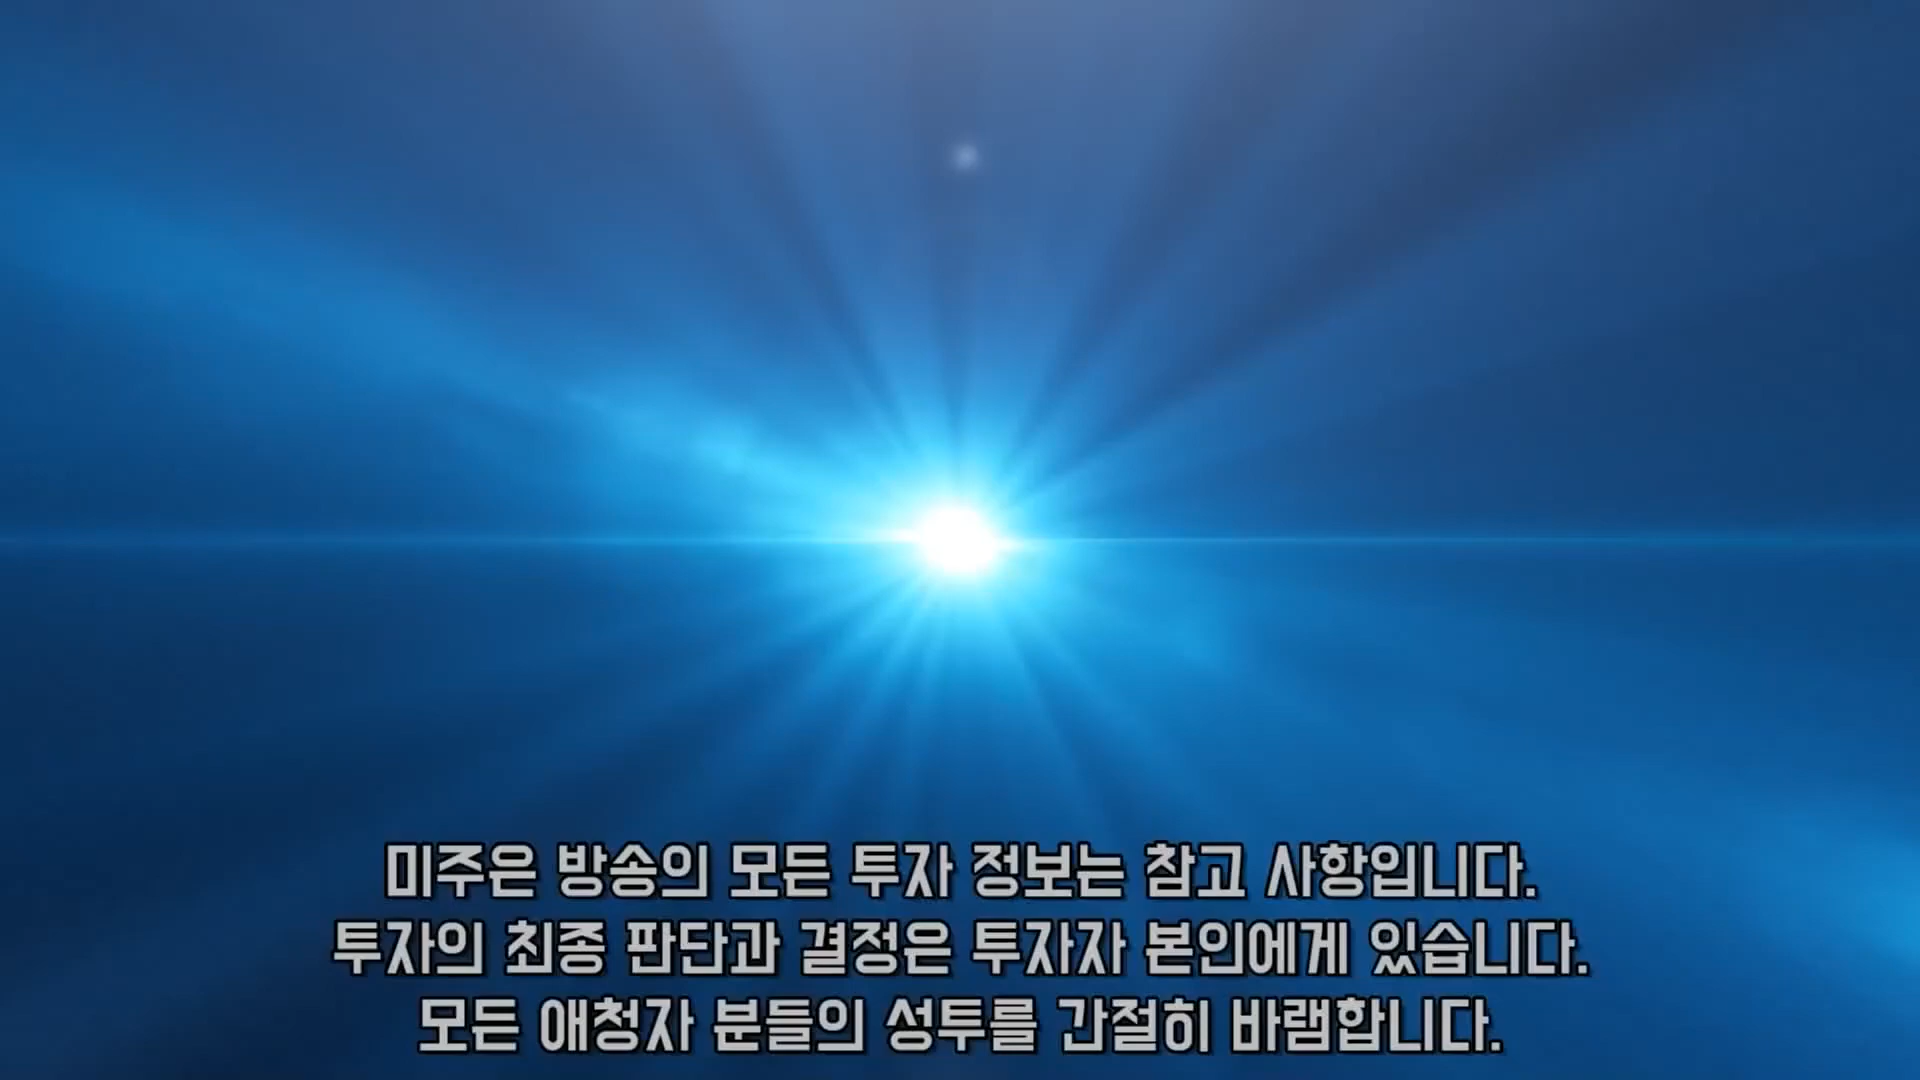 미주은 방송의 모든 투자 정보는 참고 사항입니다.
투자의 최종 판단과 결정은 투자자 본인에게 있습니다.
모든 애청자 분들의 성투를 간절히 바램합니다.